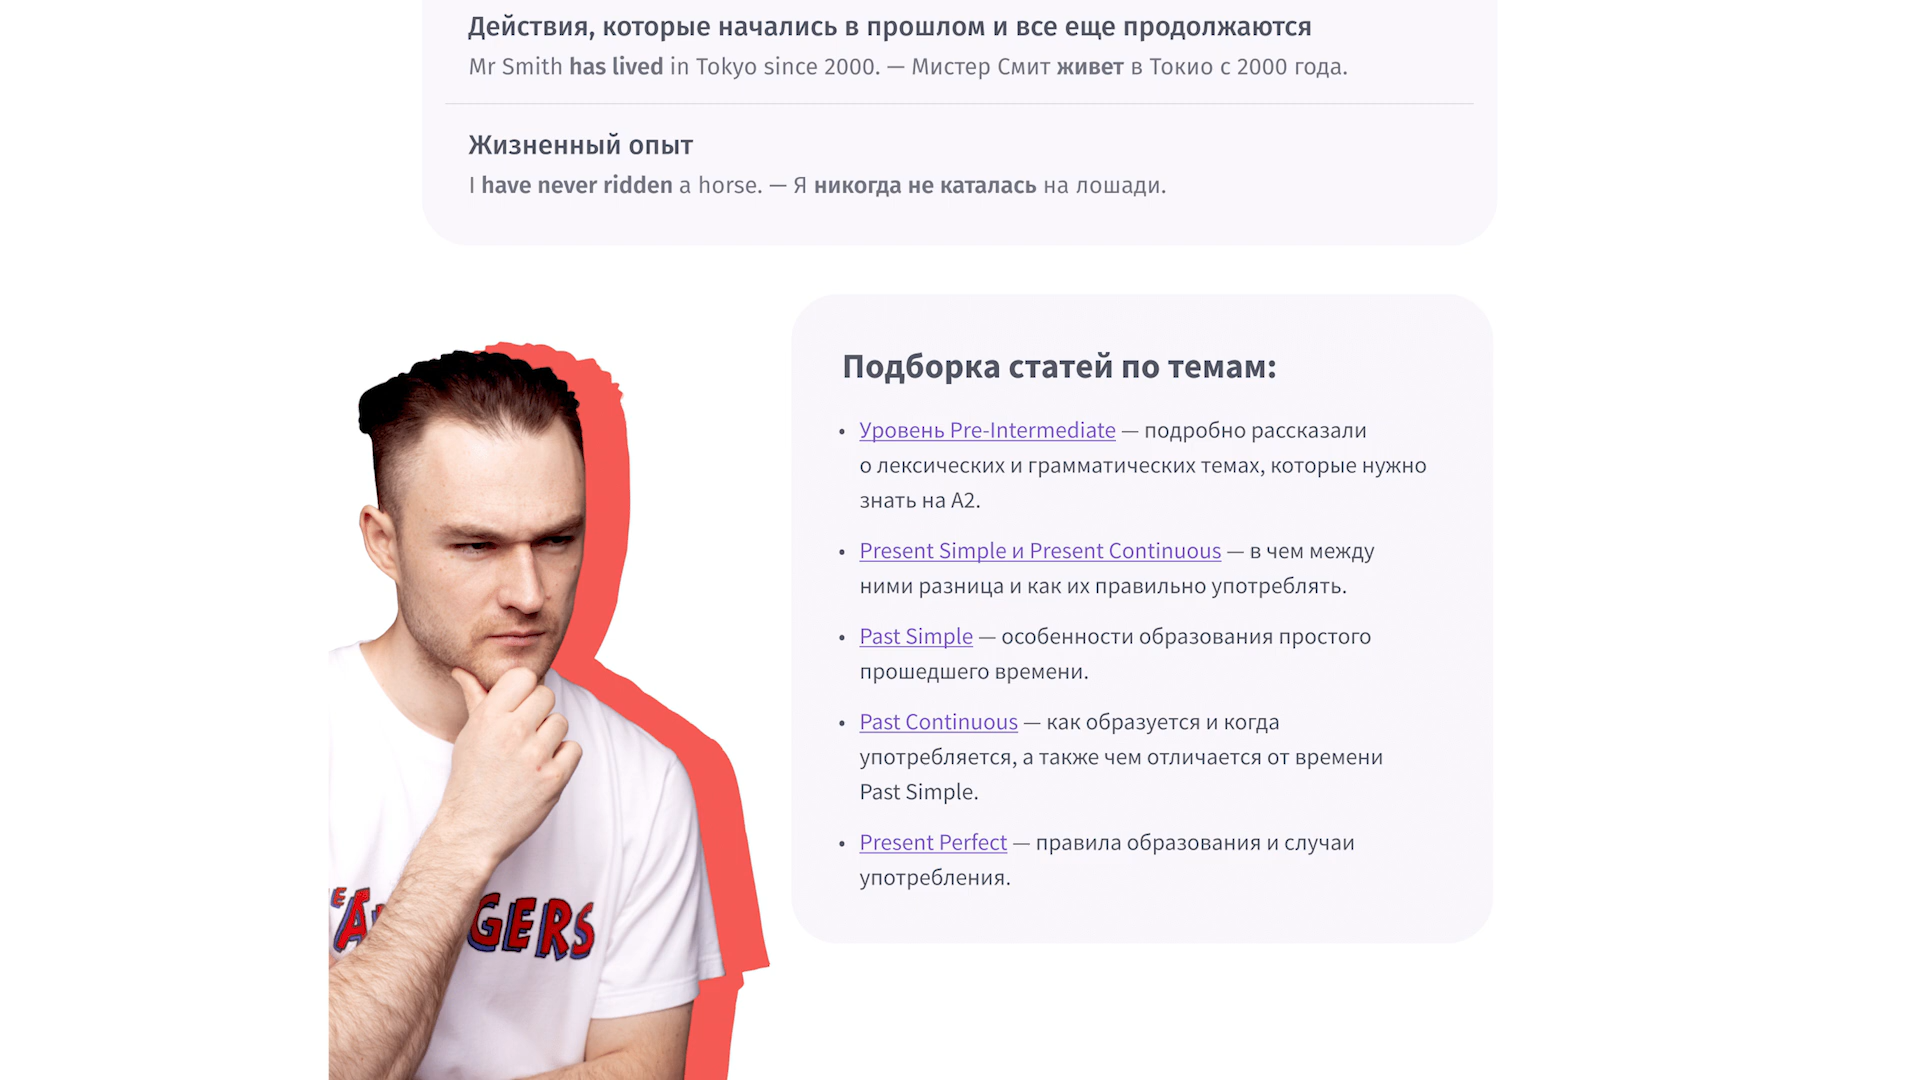 Действия, которые начались в прошлом и все еще продолжаются
Mr Smith has lived in Tokyo since 2000. — Мистер Смит живет в Токио с 2000 года.
Жизненный опыт
I have never ridden a horse. — Я никогда не каталась на лошади.
Подборка статей по темам:
• Уровень Pre-Intermediate — подробно рассказали
о лексических и грамматических темах, которые нужно
знать на А2.
• Present Simple и Present Continuous — в чем между
ними разница и как их правильно употреблять.
• Past Simple — особенности образования простого
прошедшего времени.
• Past Continuous — как образуется и когда
употребляется, а также чем отличается от времени
Past Simple.
• Present Perfect — правила образования и случаи
употребления.